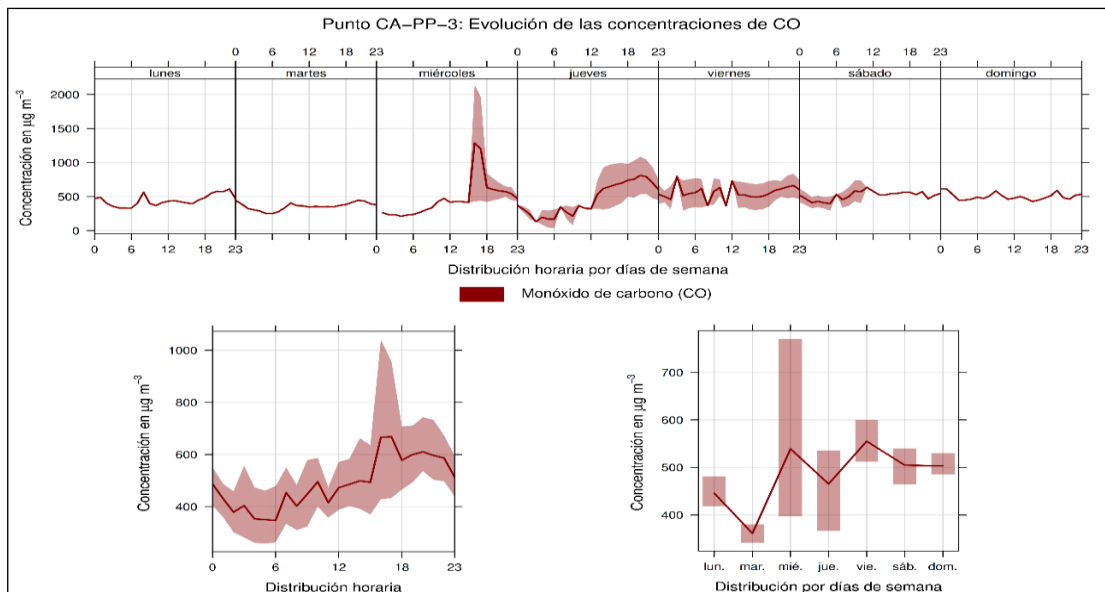 Punto CA−PP−3: Evolución de las concentraciones de CO
0 6 12 18 23 0 6 12 18 23 0 6 12 18 23
lunes martes miércoles jueves viernes sábado domingo
Concentración en µg m⁻³
2000
1500
1000
500
0
0 6 12 18 23 0 6 12 18 23 0 6 12 18 23 0 6 12 18 23
Distribución horaria por días de semana
Monóxido de carbono (CO)
Concentración en µg m⁻³
1000
800
600
400
0 6 12 18 23
Distribución horaria
Concentración en µg m⁻³
700
600
500
400
lun. mar. mié. jue. vie. sáb. dom.
Distribución por días de semana